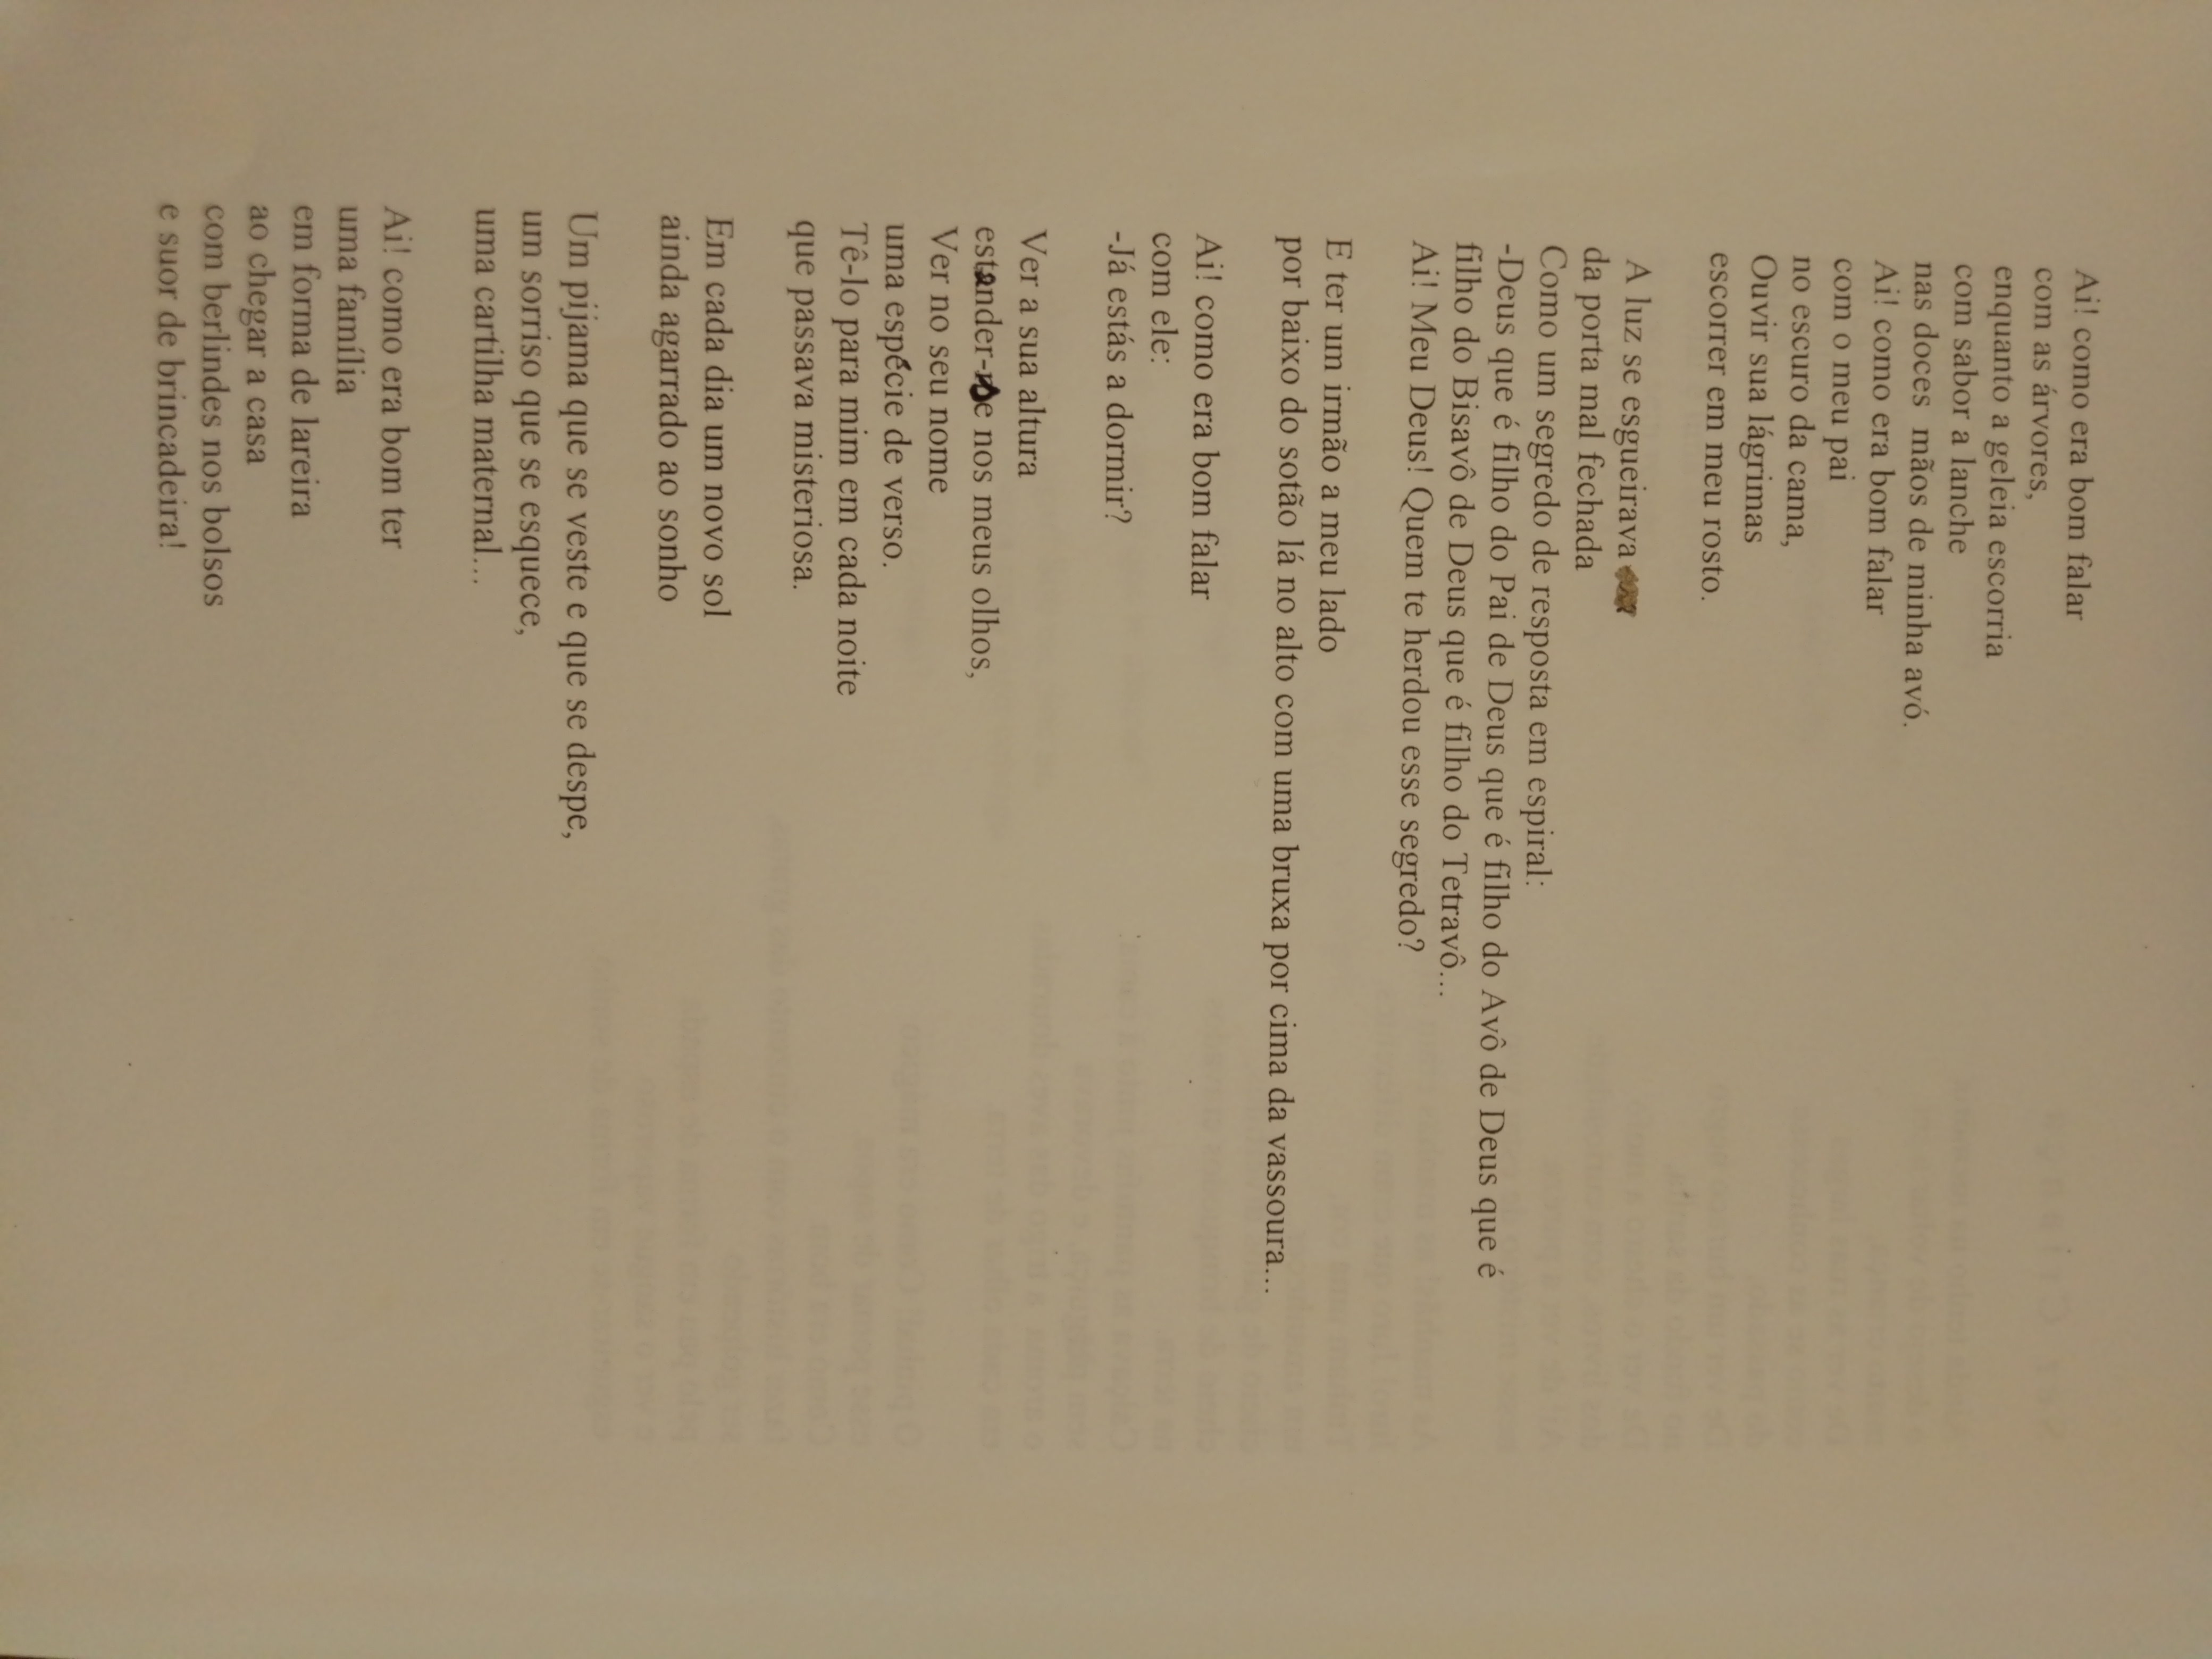 Ai! como era bom falar
com as árvores,
enquanto a geleia escorria
com sabor a lanche
nas doces mãos de minha avó.
Ai! como era bom falar
com o meu pai
no escuro da cama,
Ouvir sua lágrimas
escorrer em meu rosto.
A luz se esgueirava
da porta mal fechada
Como um segredo de resposta em espiral:
-Deus que é filho do Pai de Deus que é filho do Avô de Deus que é
filho do Bisavô de Deus que é filho do Tetravô...
Ai! Meu Deus! Quem te herdou esse segredo?
E ter um irmão a meu lado
por baixo do sotão lá no alto com uma bruxa por cima da vassoura...
Ai! como era bom falar
com ele:
-Já estás a dormir?
Ver a sua altura
nos meus olhos,
Ver no seu nome
uma espécie de verso.
Tê-lo para mim em cada noite
que passava misteriosa.
Em cada dia um novo sol
ainda agarrado ao sonho
Um pijama que se veste e que se despe,
um sorriso que se esquece,
uma cartilha maternal...
Ai! como era bom ter
uma família
em forma de lareira
ao chegar a casa
com berlindes nos bolsos
e suor de brincadeira!